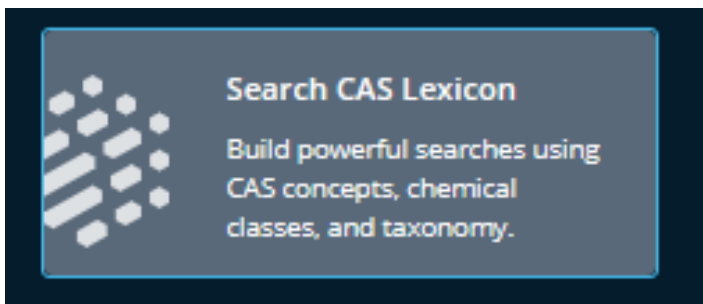 Search CAS Lexicon
Build powerful searches using
CAS concepts, chemical
classes, and taxonomy.